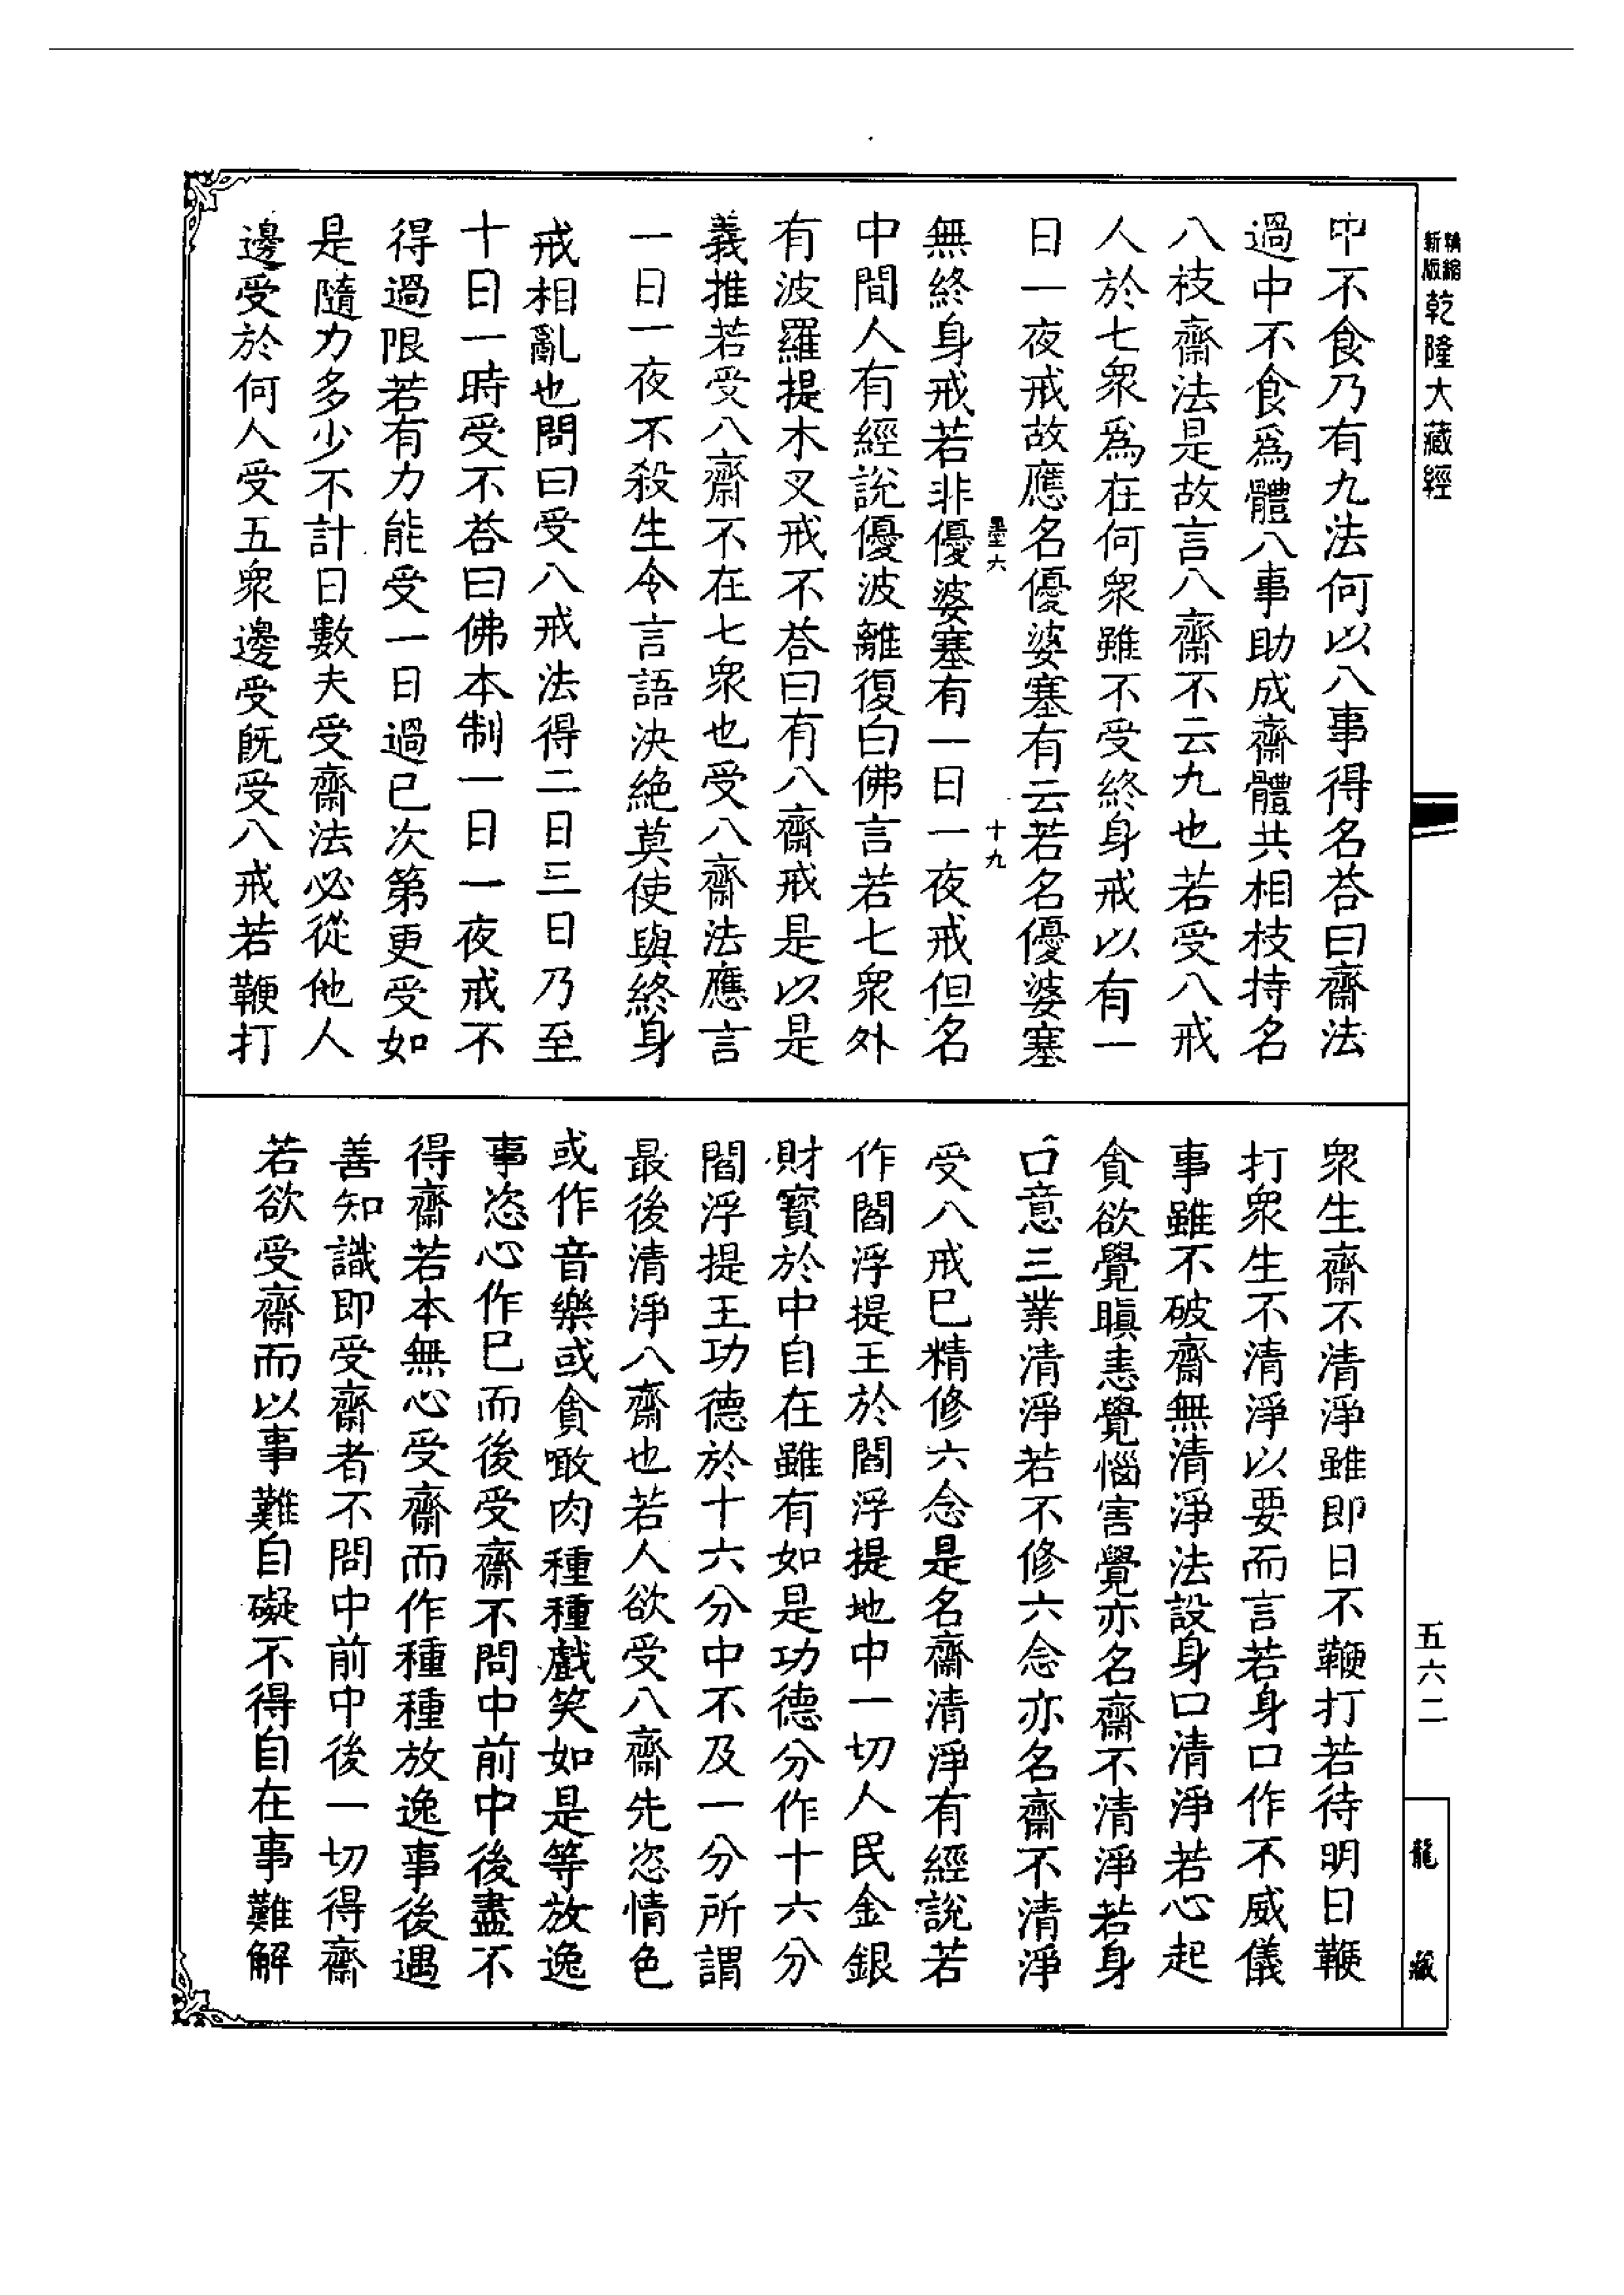 精縮
新版
乾隆大藏經
中不食乃有九法何以八事得名荅曰齋法
過中不食爲體八事助成齋體共相枝持名
八枝齋法是故言八齋不云九也若受八戒
人於七衆爲在何衆雖不受終身戒以有一
日一夜戒故應名優婆塞有云若名優婆塞
墨六
十九
無終身戒若非優婆塞有一日一夜戒但名
中間人有經說優波離復白佛言若七衆外
有波羅提木叉戒不荅曰有八齋戒是以是
義推若受八齋不在七衆也受八齋法應言
一日一夜不殺生令言語決絶莫使與終身
戒相亂也問曰受八戒法得二日三日乃至
十日一時受不荅曰佛本制一日一夜戒不
得過限若有力能受一日過已次第更受如
是隨力多少不計日數夫受齋法必從他人
邊受於何人受五衆邊受旣受八戒若鞭打
衆生齋不清淨雖即日不鞭打若待明日鞭
打衆生不清淨以要而言若身口作不威儀
事雖不破齋無清淨法設身口清淨若心起
貪欲覺瞋恚覺惱害覺亦名齋不清淨若身
口意三業清淨若不修六念亦名齋不清淨
受八戒巳精修六念是名齋清淨有經說若
作閻浮提王於閻浮提地中一切人民金銀
財寳於中自在雖有如是功德分作十六分
閻浮提王功德於十六分中不及一分所謂
最後清淨八齋也若人欲受八齋先恣情色
或作音樂或貪噉肉種種戲笑如是等放逸
事恣心作巳而後受齋不問中前中後盡不
得齋若本無心受齋而作種種放逸事後遇
善知識即受齋者不問中前中後一切得齋
若欲受齋而以事難自礙不得自在事難解
五六二
龍藏